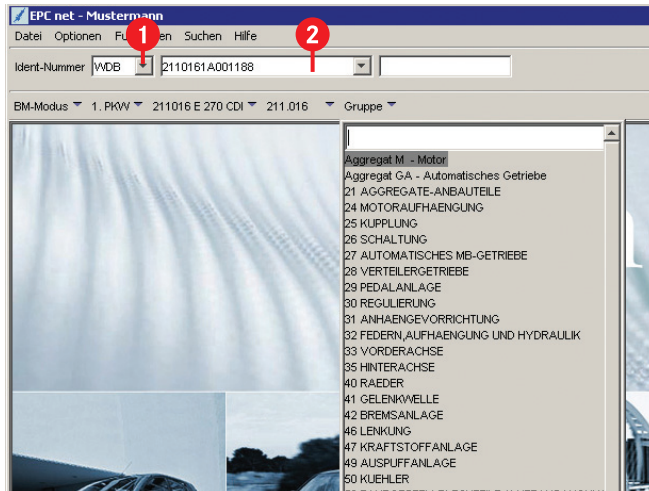 EPC net - Mustermann
Datei Optionen Fu en Suchen Hilfe
1 2
Ident-Nummer WDB 2110161A001188
BM-Modus 1. PKW 211016 E 270 CDI 211.016 Gruppe
Aggregat M - Motor
Aggregat GA - Automatisches Getriebe
21 AGGREGATE-ANBAUTEILE
24 MOTORAUFHAENGUNG
25 KUPPLUNG
26 SCHALTUNG
27 AUTOMATISCHES MB-GETRIEBE
28 VERTEILERGETRIEBE
29 PEDALANLAGE
30 REGULIERUNG
31 ANHAENGEVORRICHTUNG
32 FEDERN,AUFHAENGUNG UND HYDRAULIK
33 VORDERACHSE
35 HINTERACHSE
40 RAEDER
41 GELENKWELLE
42 BREMSANLAGE
46 LENKUNG
47 KRAFTSTOFFANLAGE
49 AUSPUFFANLAGE
50 KUEHLER